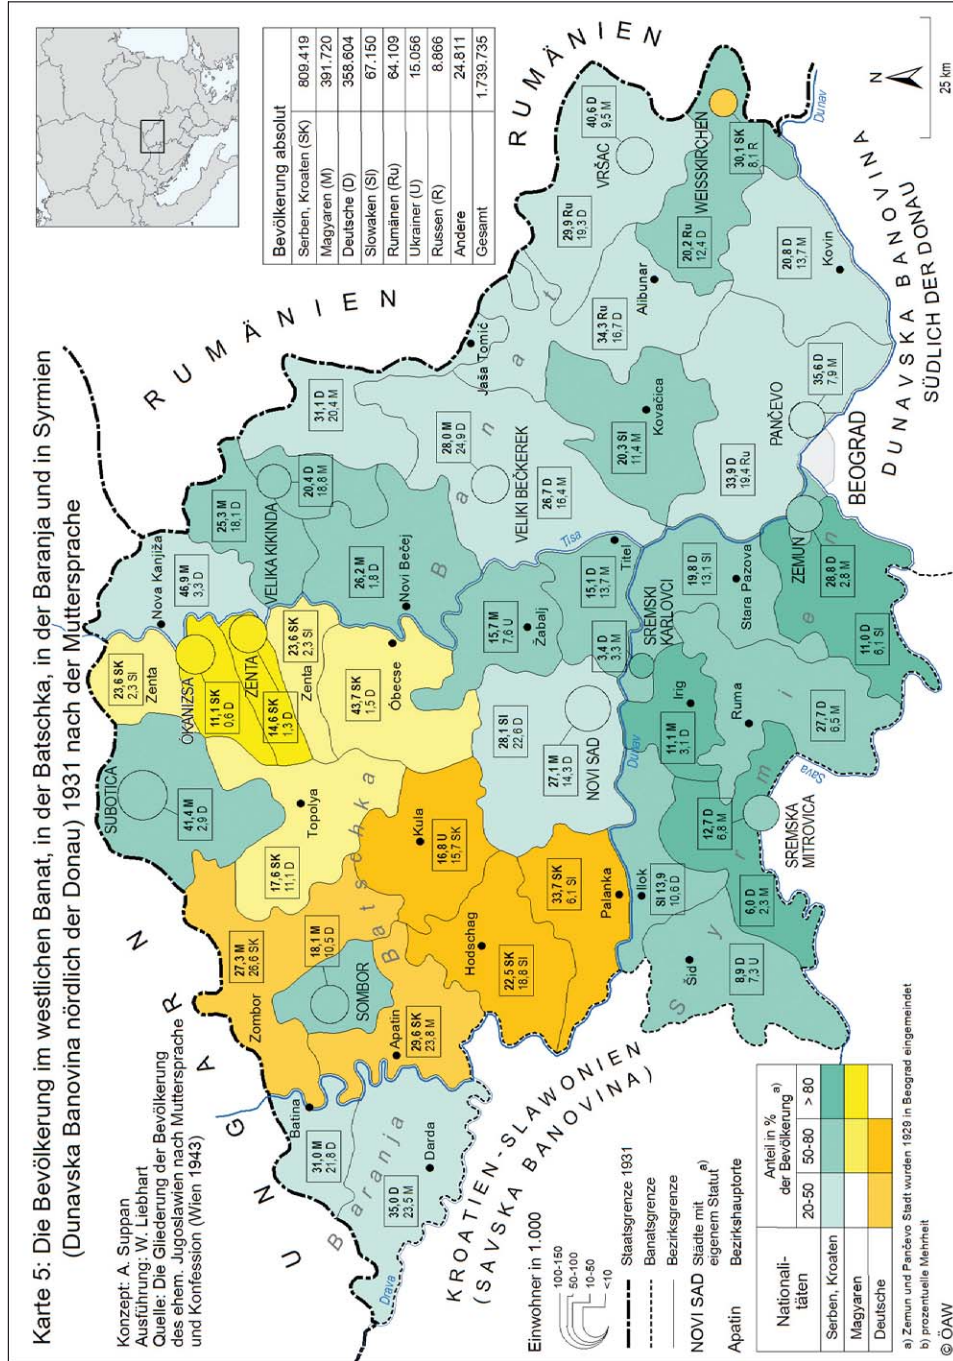 Karte 5: Die Bevölkerung im westlichen Banat, in der Batschka, in der Baranja und in Syrmien
(Dunavska Banovina nördlich der Donau) 1931 nach der Muttersprache
Konzept: A. Suppan
Ausführung: W. Liebhart
Quelle: Die Gliederung der Bevölkerung
des ehem. Jugoslawien nach Muttersprache
und Konfession (Wien 1943)
Bevölkerung absolut
Serben, Kroaten (SK) 809.419
Magyaren (M) 391.720
Deutsche (D) 358.604
Slowaken (Sl) 67.150
Rumänen (Ru) 64.109
Ukrainer (U) 15.056
Russen (R) 8.866
Andere 24.811
Gesamt 1.739.735
UNGARN
RUMÄNIEN
RUMÄNIEN
KROATIEN-SLAWONIEN
(SAVSKA BANOVINA)
DUNAVSKA BANOVINA
SÜDLICH DER DONAU
Baranja
Batschka
Banat
Syrmien
Drava
Dunav
Tisa
Sava
Dunav
Batina
31,0 M
21,8 D
Darda
35,0 D
23,5 M
Zombor
27,3 M
26,6 SK
18,1 M
10,5 D
SOMBOR
Apatin
29,6 SK
23,8 M
SUBOTICA
41,4 M
2,9 D
Topolya
17,6 SK
11,1 D
Kula
16,8 U
15,7 SK
Hodschag
22,5 SK
18,8 Sl
Palanka
33,7 SK
6,1 Sl
23,6 SK
2,3 Sl
Zenta
ÓKANIZSA
11,1 SK
0,6 D
ZENTA
14,6 SK
1,3 D
23,6 SK
2,3 Sl
Zenta
43,7 SK
1,5 D
Óbecse
28,1 Sl
22,6 D
27,1 M
14,3 D
NOVI SAD
15,7 M
7,6 U
Žabalj
15,1 D
13,7 M
Titel
Nova Kanjiža
46,9 M
3,3 D
25,3 M
18,1 D
VELIKA KIKINDA
20,4 D
18,8 M
26,2 M
1,8 D
Novi Bečej
31,1 D
20,4 M
Jaša Tomić
28,0 M
24,9 D
VELIKI BEČKEREK
26,7 D
16,4 M
34,3 Ru
16,7 D
Alibunar
29,9 Ru
19,3 D
40,6 D
9,5 M
VRŠAC
WEISSKIRCHEN
30,1 SK
8,1 R
20,2 Ru
12,4 D
20,8 D
13,7 M
Kovin
20,3 Sl
11,4 M
Kovačica
33,9 D
19,4 Ru
PANČEVO
35,6 D
7,9 M
BEOGRAD
ZEMUN
28,8 D
2,8 M
11,0 D
6,1 Sl
19,8 D
13,1 Sl
Stara Pazova
3,4 D
3,3 M
SREMSKI
KARLOVCI
Irig
11,1 M
3,1 D
Ruma
27,7 D
6,5 M
12,7 D
6,8 M
SREMSKA
MITROVICA
6,0 D
2,3 M
Sl 13,9
10,6 D
Ilok
Šid
8,9 D
7,3 U
N
25 km
Einwohner in 1.000
100-150
50-100
10-50
<10
Staatsgrenze 1931
Banatsgrenze
Bezirksgrenze
NOVI SAD Städte mit
eigenem Statut a)
Apatin Bezirkshauptorte
Nationali-
täten
Anteil in %
der Bevölkerung a)
20-50 50-80 > 80
Serben, Kroaten
Magyaren
Deutsche
a) Zemun und Pančevo Stadt wurden 1929 in Beograd eingemeindet
b) prozentuelle Mehrheit
© ÖAW